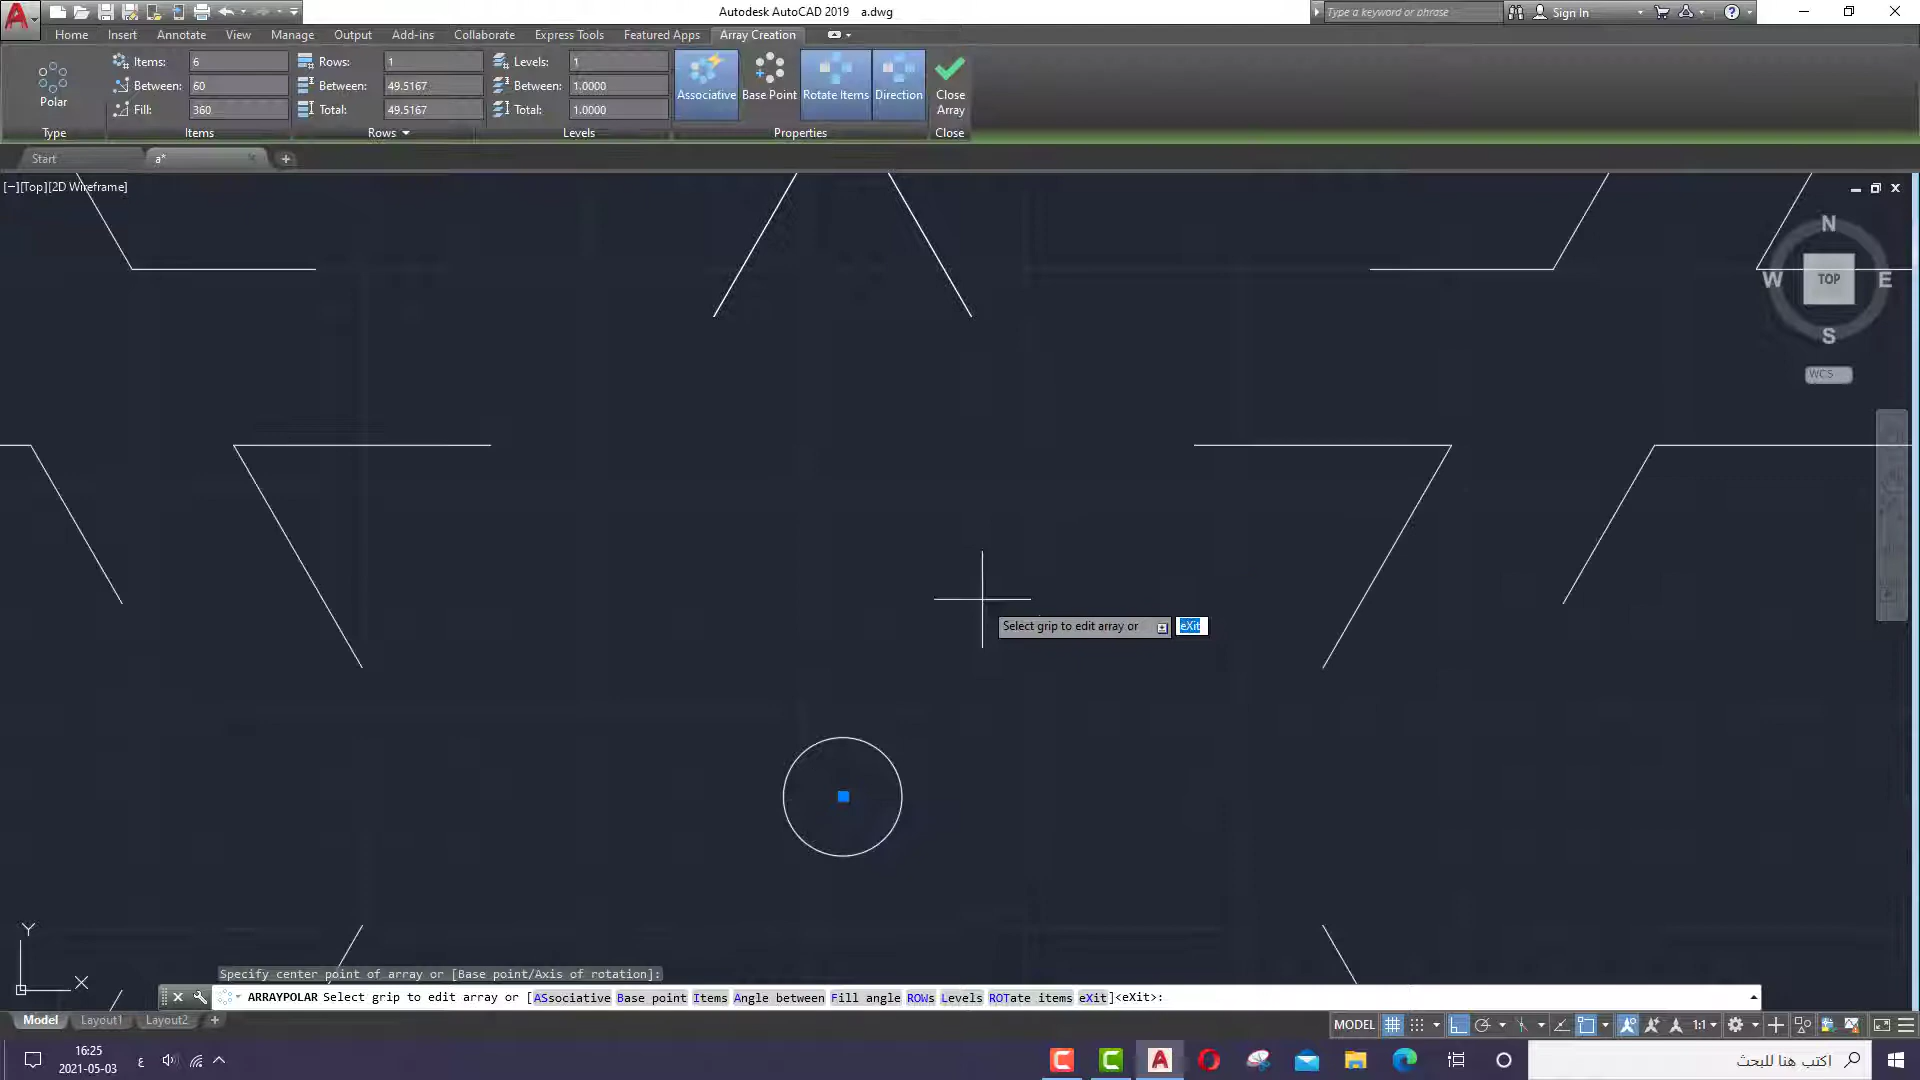 Autodesk AutoCAD 2019 a.dwg
Type a keyword or phrase
Sign In
Home Insert Annotate View Manage Output Add-ins Collaborate Express Tools Featured Apps Array Creation
Polar
Type
Items: 6
Between: 60
Fill: 360
Items
Rows: 1
Between: 49.5167
Total: 49.5167
Rows
Levels: 1
Between: 1.0000
Total: 1.0000
Levels
Associative
Base Point
Rotate Items
Direction
Properties
Close Array
Close
Start a*
[−][Top][2D Wireframe]
N
W TOP E
S
WCS
Select grip to edit array or eXit
Y
X
Specify center point of array or [Base point/Axis of rotation]:
ARRAYPOLAR Select grip to edit array or [ASsociative Base point Items Angle between Fill angle ROWs Levels ROTate items eXit]<eXit>:
Model Layout1 Layout2
MODEL 1:1
16:25
2021-05-03
ع
اكتب هنا للبحث